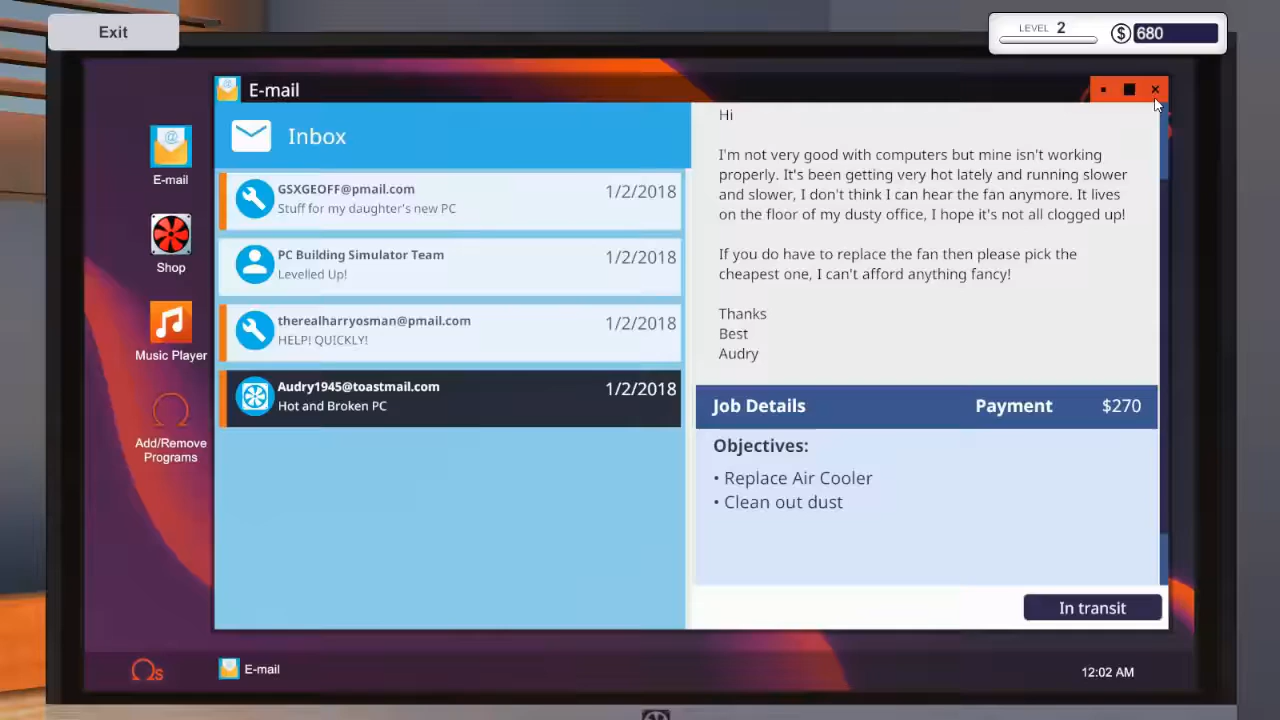 Exit
LEVEL 2
$ 680
E-mail
E-mail
Shop
Music Player
Add/Remove
Programs
Inbox
GSXGEOFF@pmail.com
1/2/2018
Stuff for my daughter's new PC
PC Building Simulator Team
1/2/2018
Levelled Up!
therealharryosman@pmail.com
1/2/2018
HELP! QUICKLY!
Audry1945@toastmail.com
1/2/2018
Hot and Broken PC
Hi
I'm not very good with computers but mine isn't working
properly. It's been getting very hot lately and running slower
and slower, I don't think I can hear the fan anymore. It lives
on the floor of my dusty office, I hope it's not all clogged up!
If you do have to replace the fan then please pick the
cheapest one, I can't afford anything fancy!
Thanks
Best
Audry
Job Details Payment $270
Objectives:
• Replace Air Cooler
• Clean out dust
In transit
Ωs
E-mail
12:02 AM